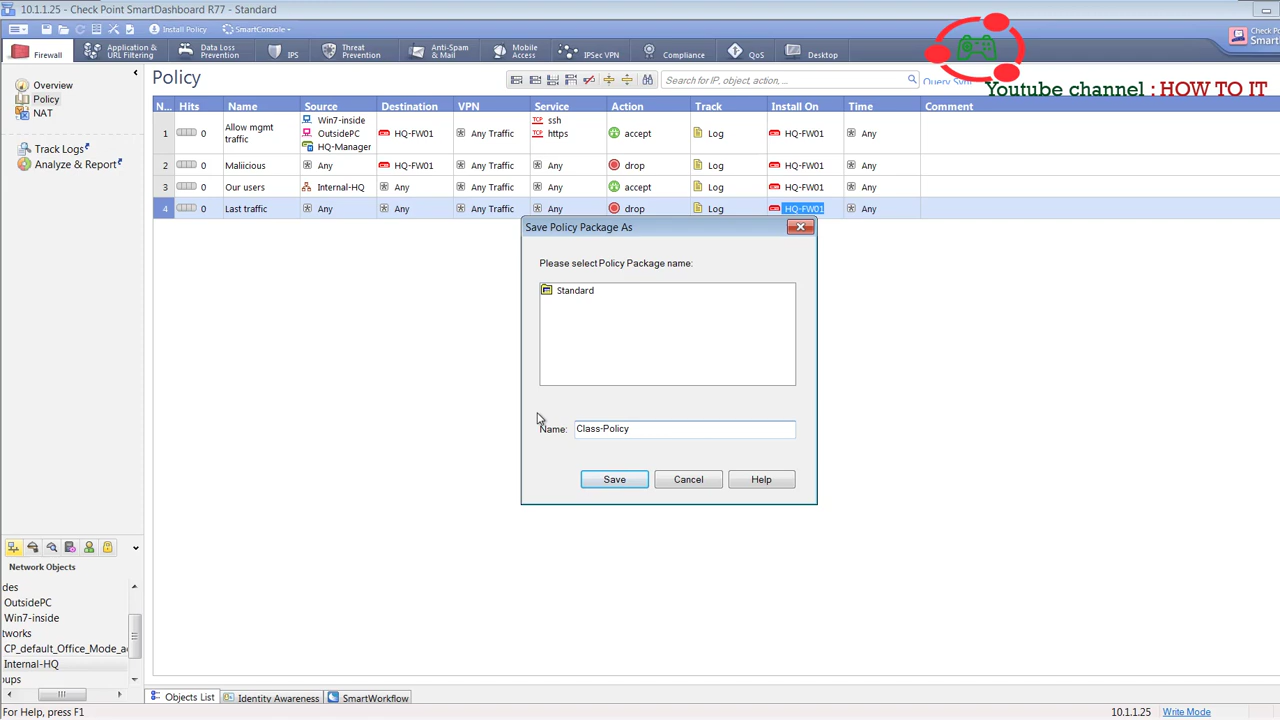 10.1.1.25 - Check Point SmartDashboard R77 - Standard
Install Policy
SmartConsole
Firewall
Application &
URL Filtering
Data Loss
Prevention
IPS
Threat
Prevention
Anti-Spam
& Mail
Mobile
Access
IPSec VPN
Compliance
QoS
Desktop
Check Po
Smart
Youtube channel : HOW TO IT
Overview
Policy
NAT
Track Logs
Analyze & Report
Policy
Search for IP, object, action, ...
N... Hits Name Source Destination VPN Service Action Track Install On Time Comment
1 0 Allow mgmt traffic Win7-inside OutsidePC HQ-Manager HQ-FW01 Any Traffic ssh https accept Log HQ-FW01 Any
2 0 Maliicious Any HQ-FW01 Any Traffic Any drop Log HQ-FW01 Any
3 0 Our users Internal-HQ Any Any Traffic Any accept Log HQ-FW01 Any
4 0 Last traffic Any Any Any Traffic Any drop Log HQ-FW01 Any
Save Policy Package As
Please select Policy Package name:
Standard
Name: Class-Policy
Save Cancel Help
Network Objects
des
OutsidePC
Win7-inside
tworks
CP_default_Office_Mode_a
Internal-HQ
oups
Objects List Identity Awareness SmartWorkflow
For Help, press F1
10.1.1.25 Write Mode